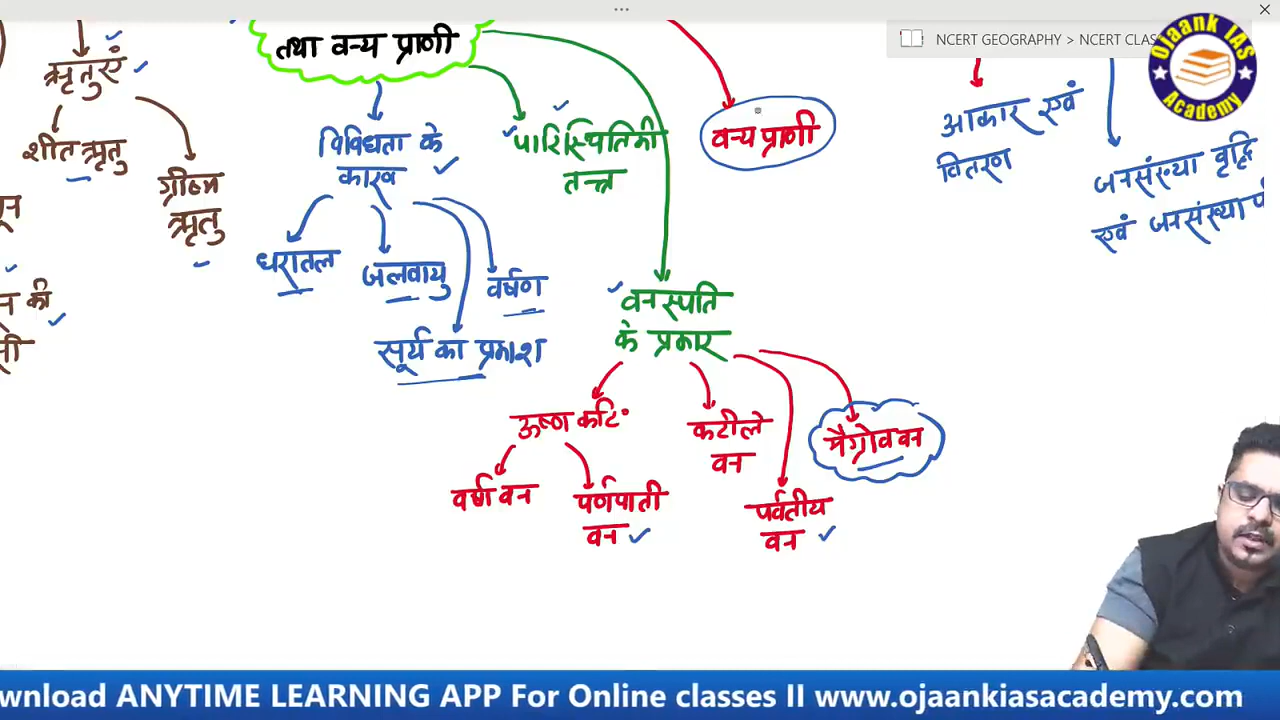 तथा वन्य प्राणी
NCERT GEOGRAPHY > NCERT CLASS
Ojaank IAS
Academy
ऋतुएं
शीत ऋतु
ग्रीष्म
ऋतु
विविधता के
कारण
धरातल
जलवायु
वर्षण
सूर्य का प्रकाश
पारिस्थितिकी
तन्त्र
वन्य प्राणी
आकार एवं
वितरण
जनसंख्या वृद्धि
एवं जनसंख्या
वनस्पति
के प्रकार
ऊष्ण कटि॰
वर्षा वन
पर्णपाती
वन
कटीले
वन
पर्वतीय
वन
मैग्रोव वन
की
wnload ANYTIME LEARNING APP For Online classes II www.ojaankiasacademy.com